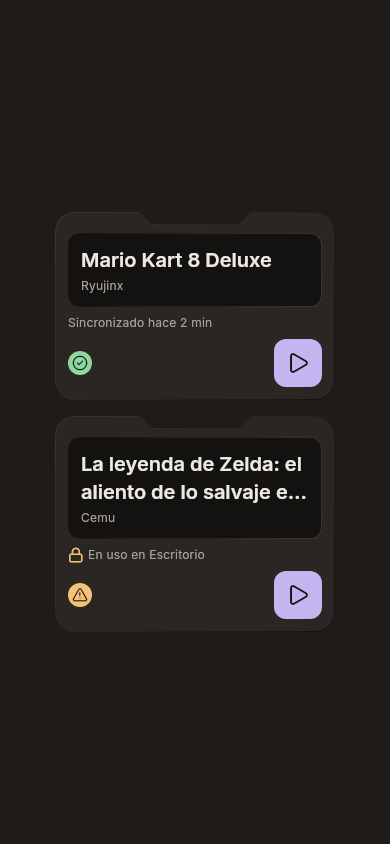 Mario Kart 8 Deluxe
Ryujinx
Sincronizado hace 2 min
La leyenda de Zelda: el
aliento de lo salvaje e...
Cemu
En uso en Escritorio